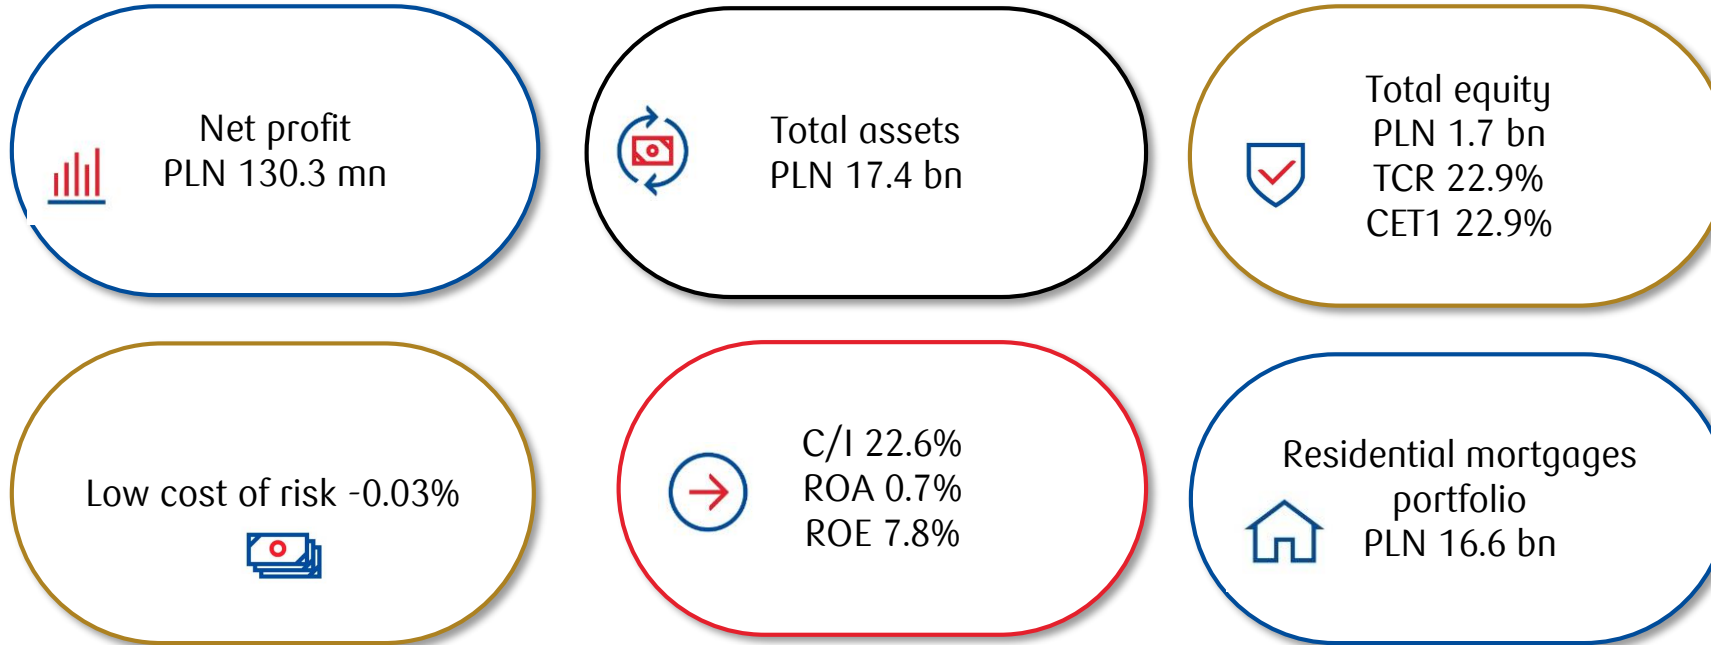 Net profit
PLN 130.3 mn
Total assets
PLN 17.4 bn
Total equity
PLN 1.7 bn
TCR 22.9%
CET1 22.9%
Low cost of risk -0.03%
C/I 22.6%
ROA 0.7%
ROE 7.8%
Residential mortgages
portfolio
PLN 16.6 bn